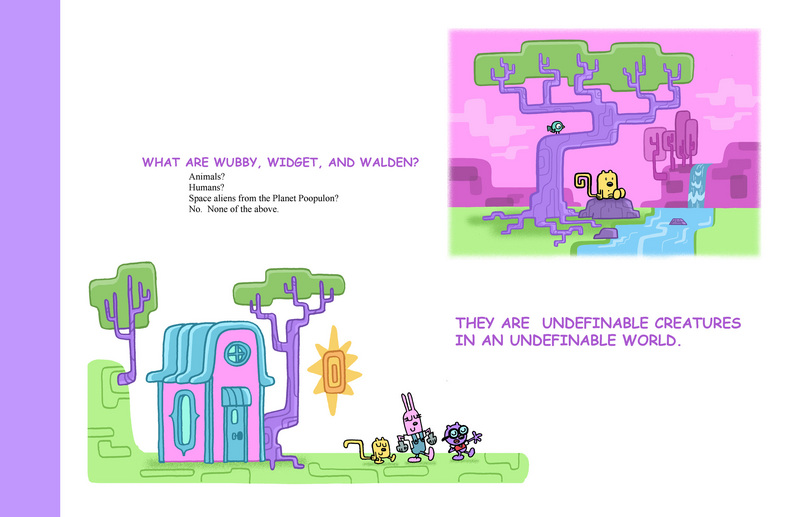 WHAT ARE WUBBY, WIDGET, AND WALDEN?
Animals?
Humans?
Space aliens from the Planet Poopulon?
No.  None of the above.
THEY ARE  UNDEFINABLE CREATURES
IN AN UNDEFINABLE WORLD.